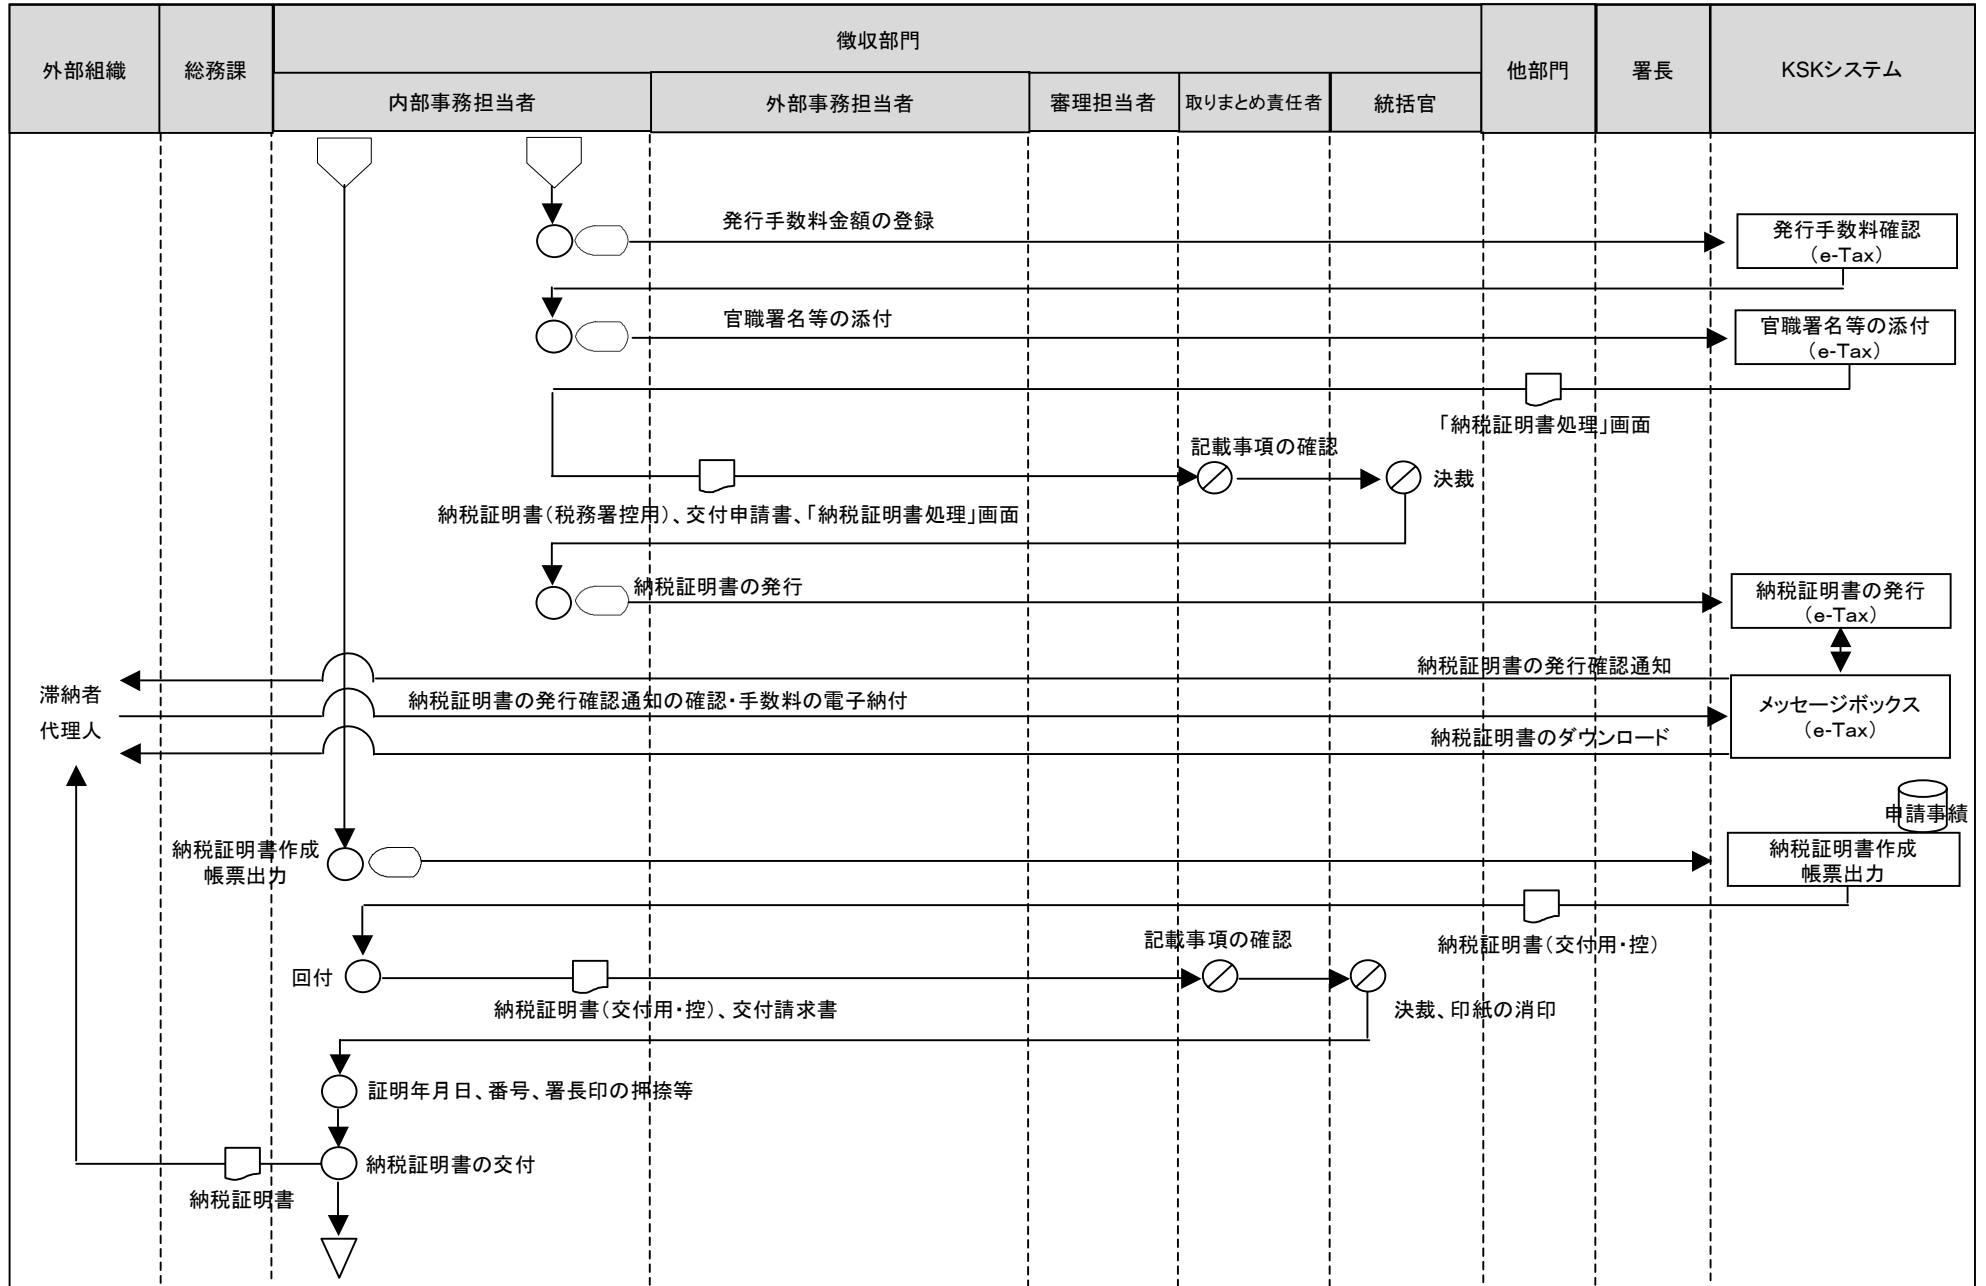 外部組織
総務課
徴収部門
内部事務担当者
外部事務担当者
審理担当者
取りまとめ責任者
統括官
他部門
署長
KSKシステム
発行手数料金額の登録
発行手数料確認
（e-Tax）
官職署名等の添付
官職署名等の添付
（e-Tax）
「納税証明書処理」画面
記載事項の確認
決裁
納税証明書（税務署控用）、交付申請書、「納税証明書処理」画面
納税証明書の発行
納税証明書の発行
（e-Tax）
納税証明書の発行確認通知
滞納者
代理人
納税証明書の発行確認通知の確認・手数料の電子納付
メッセージボックス
（e-Tax）
納税証明書のダウンロード
申請事績
納税証明書作成
帳票出力
納税証明書作成
帳票出力
納税証明書（交付用・控）
記載事項の確認
回付
納税証明書（交付用・控）、交付請求書
決裁、印紙の消印
証明年月日、番号、署長印の押捺等
納税証明書の交付
納税証明書